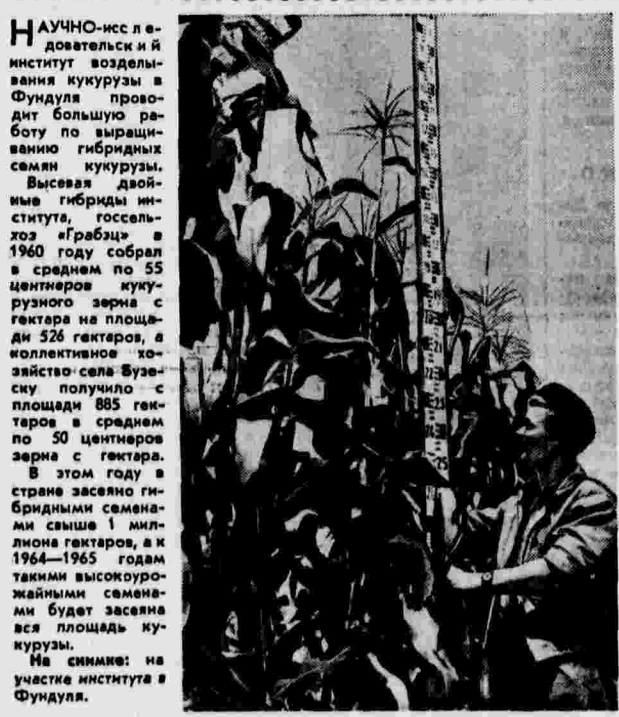 НАУЧНО-иссле-
довательский
институт возделы-
вания кукурузы в
Фундуля прово-
дит большую ра-
боту по выращи-
ванию гибридных
семян кукурузы.
Высевая двой-
ные гибриды ин-
ститута, госсель-
хоз «Грабэц» в
1960 году собрал
в среднем по 55
центнеров куку-
рузного зерна с
гектара на площа-
ди 526 гектаров, а
коллективное хо-
зяйство села Бузе-
ску получило с
площади 885 гек-
таров в среднем
по 50 центнеров
зерна с гектара.
В этом году в
стране засеяно ги-
бридными семена-
ми свыше 1 мил-
лиона гектаров, а к
1964—1965 годам
такими высокоуро-
жайными семена-
ми будет засеяна
вся площадь ку-
курузы.
На снимке: на
участке института в
Фундуля.